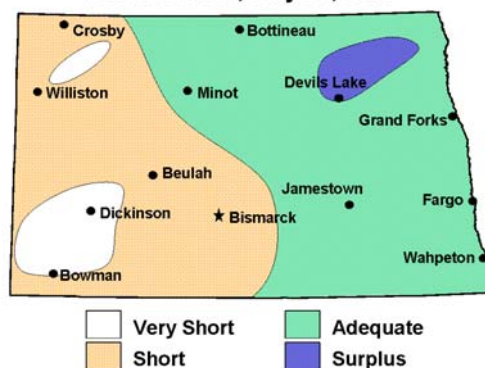 Crosby
Bottineau
Williston
Minot
Devils Lake
Grand Forks
Beulah
Jamestown
Dickinson
Bismarck
Fargo
Wahpeton
Bowman
Very Short
Adequate
Short
Surplus